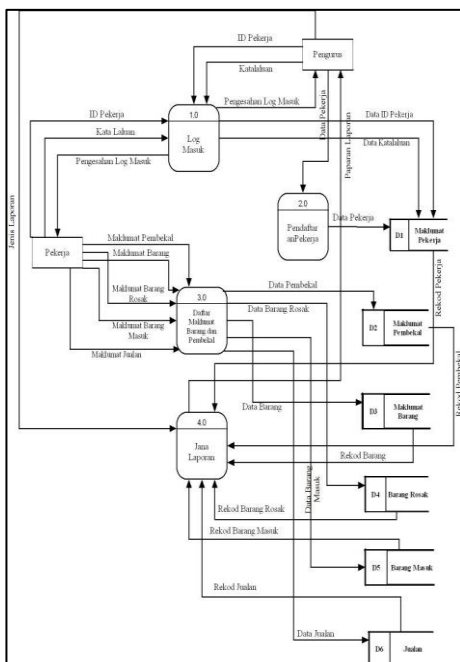 ID Pekerja
Pengurus
Katalaluan
Pengesahan Log Masuk
1.0
Log
Masuk
ID Pekerja
Kata Laluan
Pengesahan Log Masuk
Data Pekerja
Paparan Laporan
Data ID Pekerja
Data Katalaluan
Jenis Laporan
2.0
Pendaftar
anPekerja
Data Pekerja
D1
Maklumat
Pekerja
Pekerja
Maklumat Pembekal
Maklumat Barang
Maklumat Barang
Rosak
Maklumat Barang
Masuk
Maklumat Jualan
3.0
Daftar
Maklumat
Barang dan
Pembekal
Data Pembekal
Data Barang Rosak
Rekod Pekerja
D2
Maklumat
Pembekal
Rekod Pembekal
Data Barang
D3
Maklumat
Barang
4.0
Jana
Laporan
Rekod Barang
Data Barang
Masuk
D4
Barang Rosak
Rekod Barang Rosak
Rekod Barang Masuk
D5
Barang Masuk
Rekod Jualan
Data Jualan
D6
Jualan